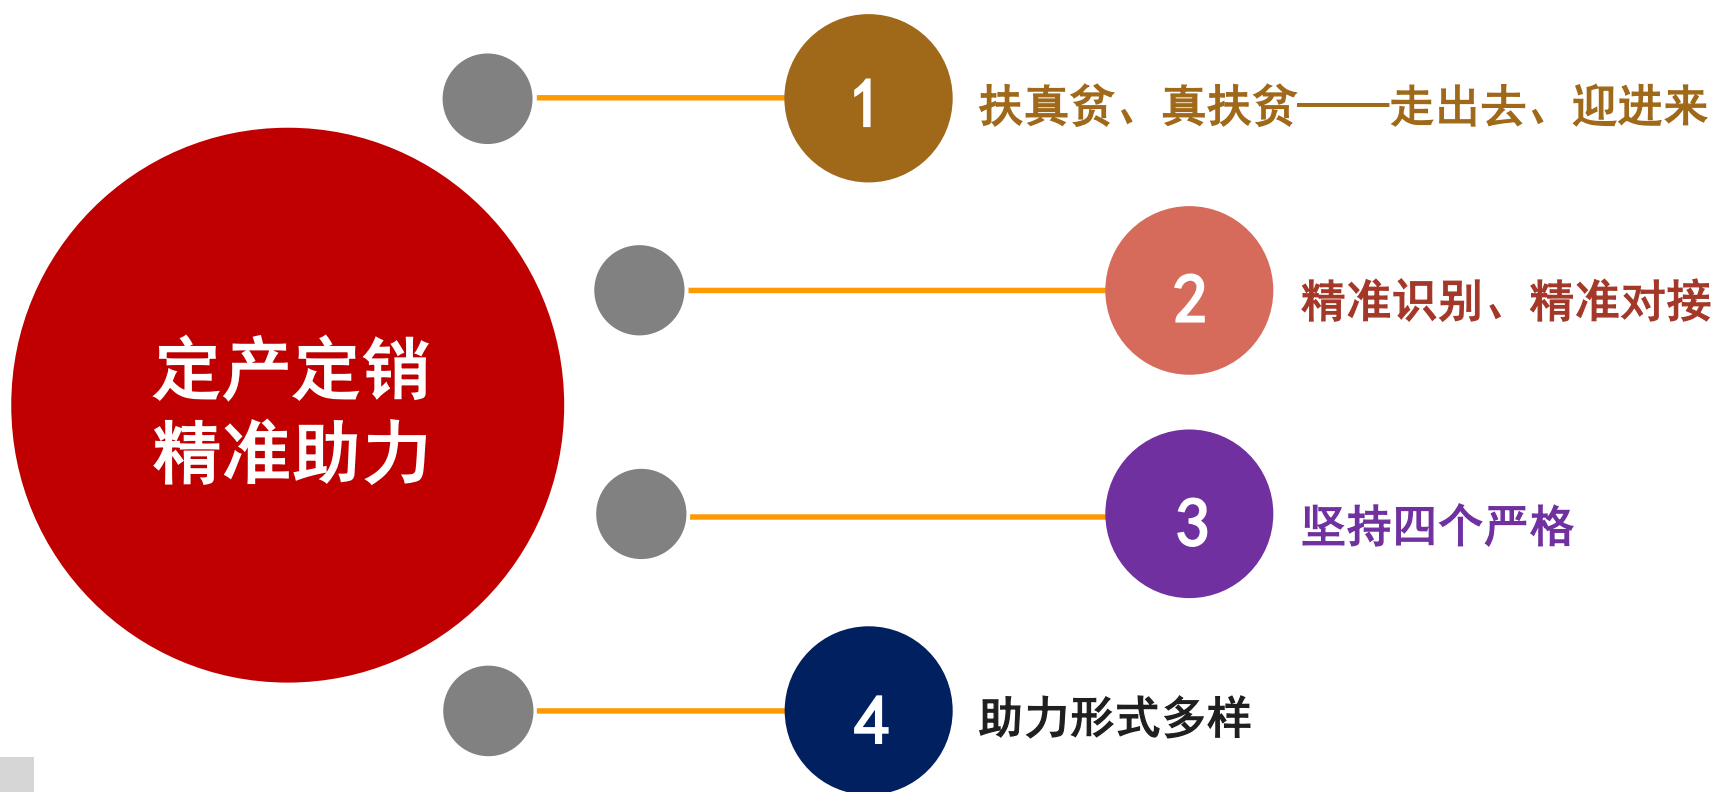 定产定销
精准助力
1
扶真贫、真扶贫——走出去、迎进来
2
精准识别、精准对接
3
坚持四个严格
4
助力形式多样